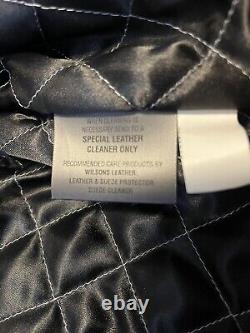 WHEN CLEANING IS
NECESSARY SEND TO A
SPECIAL LEATHER
CLEANER ONLY
RECOMMENDED CARE PRODUCTS BY
WILSONS LEATHER:
LEATHER & SUEDE PROTECTOR
SUEDE CLEANER